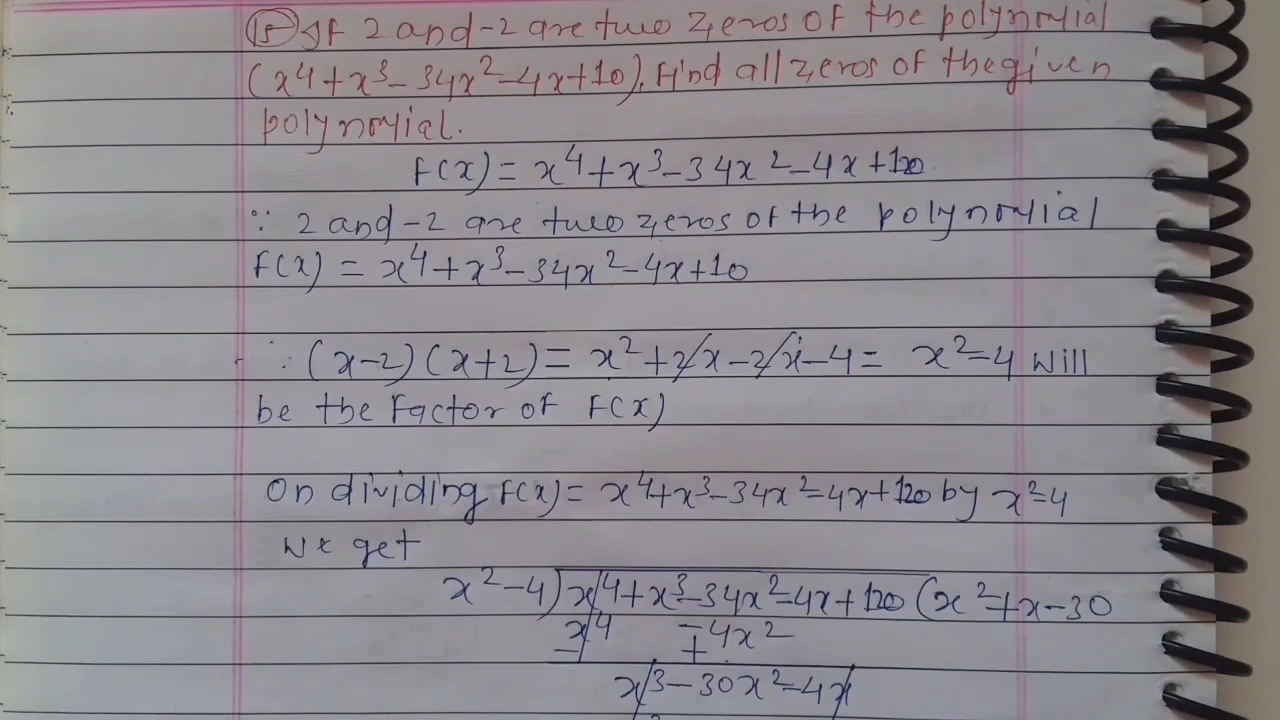 15 If 2 and -2 are two zeros of the polynomial
(x⁴+x³-34x²-4x+10). Find all zeros of the given
polynomial.
F(x) = x⁴+x³-34x²-4x+120.
∵ 2 and -2 are two zeros of the polynomial
F(x) = x⁴+x³-34x²-4x+10
∴ (x-2)(x+2) = x²+2x-2x-4 = x²-4 will
be the Factor of F(x)
On dividing F(x) = x⁴+x³-34x²-4x+120 by x²-4
we get
x²-4)x⁴+x³-34x²-4x+120(x²+x-30
x⁴ -4x²
- +
x³-30x²-4x